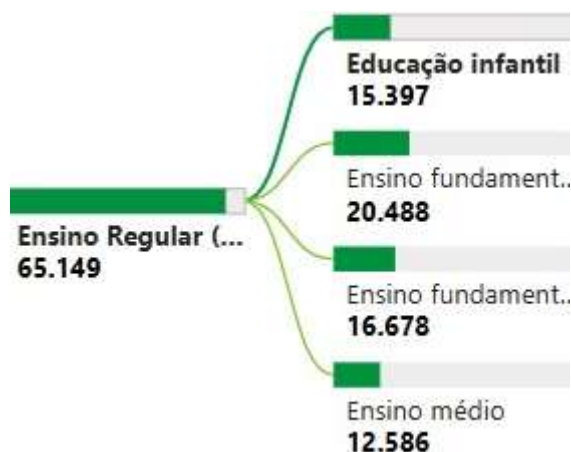 Educação infantil
15.397
Ensino fundament...
20.488
Ensino Regular (...
65.149
Ensino fundament...
16.678
Ensino médio
12.586